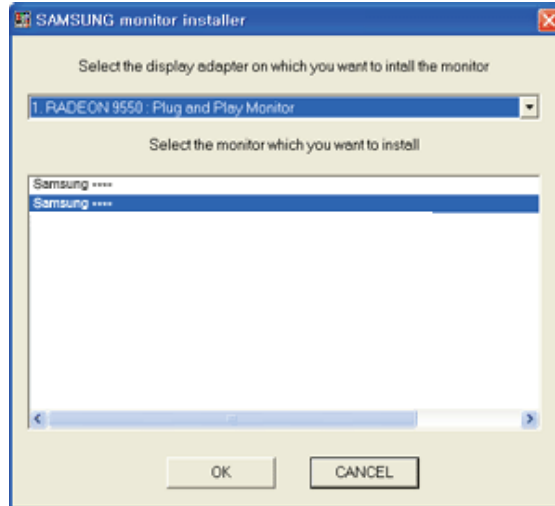 SAMSUNG monitor installer
Select the display adapter on which you want to intall the monitor
1. RADEON 9550 : Plug and Play Monitor
Select the monitor which you want to install
Samsung ----
Samsung ----
OK
CANCEL